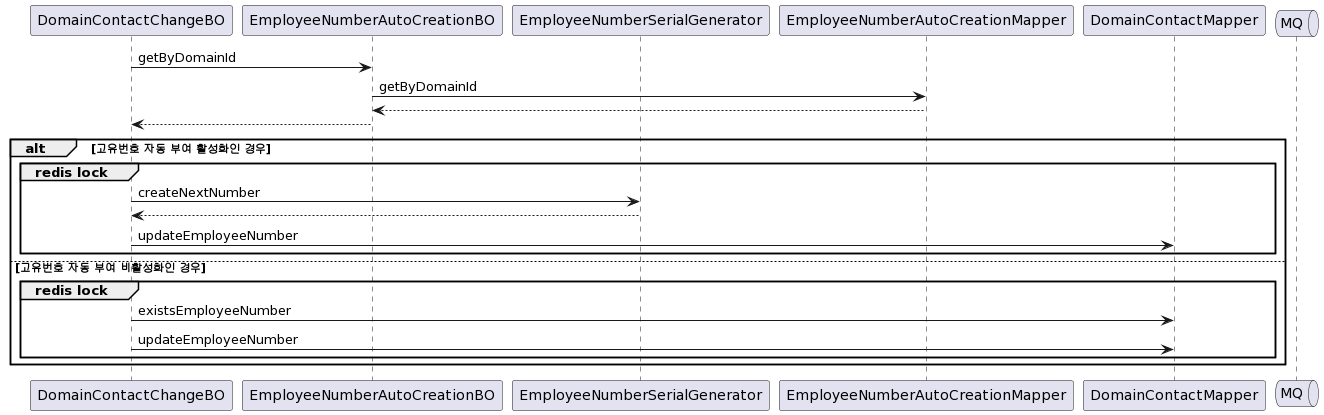 DomainContactChangeBO EmployeeNumberAutoCreationBO EmployeeNumberSerialGenerator EmployeeNumberAutoCreationMapper DomainContactMapper MQ
getByDomainId
getByDomainId
alt [고유번호 자동 부여 활성화인 경우]
redis lock
createNextNumber
updateEmployeeNumber
[고유번호 자동 부여 비활성화인 경우]
redis lock
existsEmployeeNumber
updateEmployeeNumber
DomainContactChangeBO EmployeeNumberAutoCreationBO EmployeeNumberSerialGenerator EmployeeNumberAutoCreationMapper DomainContactMapper MQ